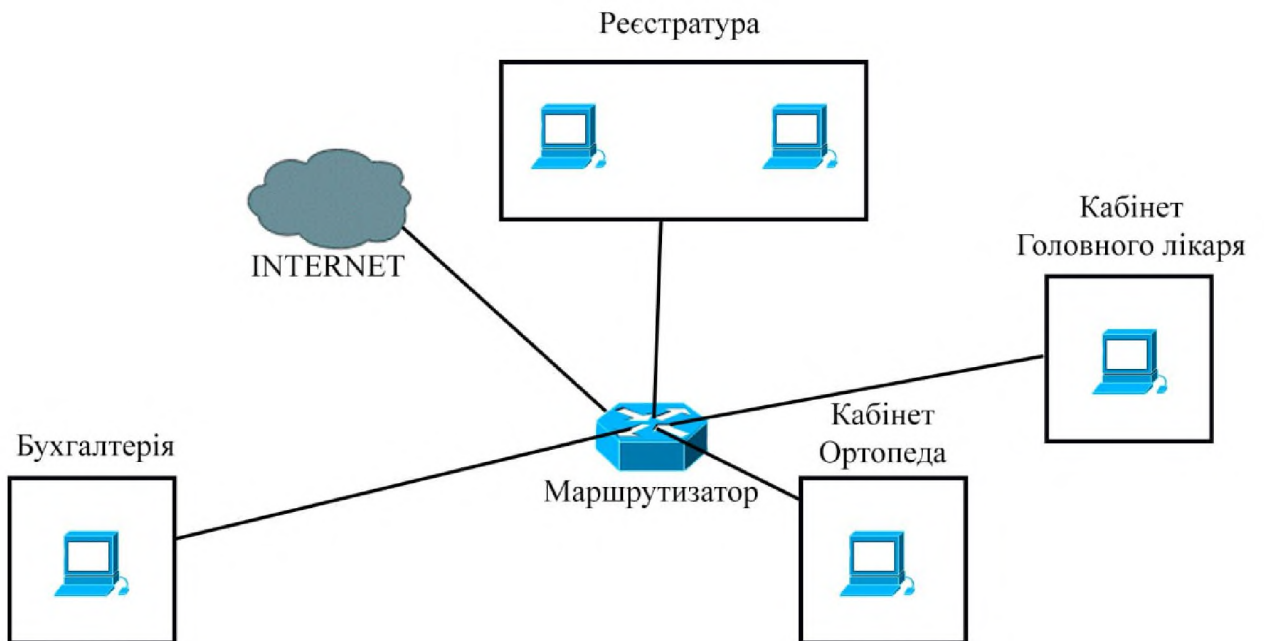 Реєстратура
INTERNET
Кабінет
Головного лікаря
Бухгалтерія
Маршрутизатор
Кабінет
Ортопеда